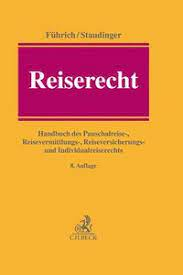 Führich/Staudinger
Reiserecht
Handbuch des Pauschalreise-,
Reisevermittlungs-, Reiseversicherungs-
und Individualreiserechts
8. Auflage
C.H.BECK